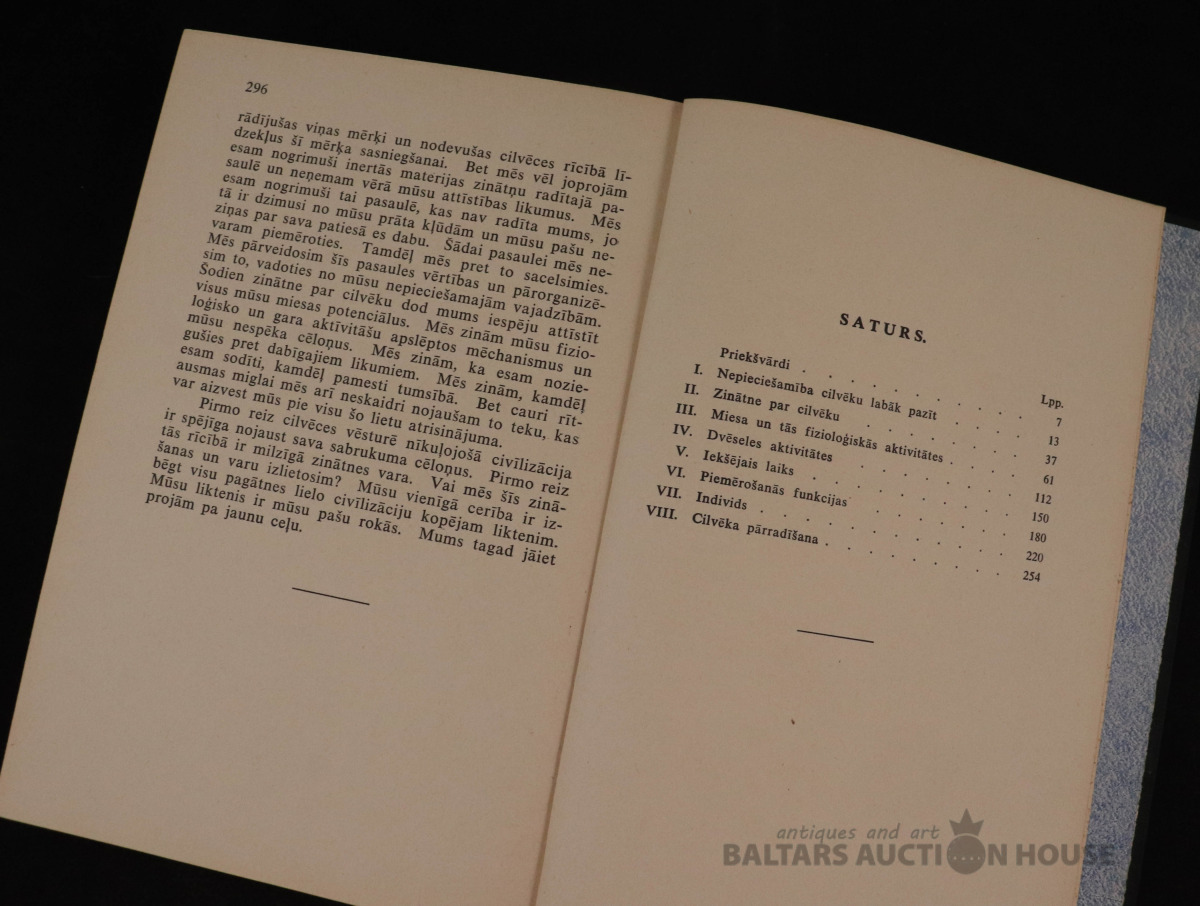 296
rādījušas viņas mērķi un nodevušas cilvēces rīcībā lī-
dzekļus šī mērķa sasniegšanai. Bet mēs vēl joprojām
esam nogrimuši inertās materijas zinātņu radītajā pa-
saulē un neņemam vērā mūsu attīstības likumus. Mēs
esam nogrimuši tai pasaulē, kas nav radīta mums, jo
tā ir dzimusi no mūsu prāta kļūdām un mūsu pašu ne-
ziņas par sava patiesā es dabu. Šādai pasaulei mēs ne-
varam piemēroties. Tamdēļ mēs pret to sacelsimies.
Mēs pārveidosim šīs pasaules vērtības un pārorganizē-
sim to, vadoties no mūsu nepieciešamajām vajadzībām.
Šodien zinātne par cilvēku dod mums iespēju attīstīt
visus mūsu miesas potenciālus. Mēs zinām mūsu fizio-
loģisko un gara aktīvitāšu apslēptos mēchanismus un
mūsu nespēka cēloņus. Mēs zinām, ka esam nozie-
gušies pret dabīgajiem likumiem. Mēs zinām, kamdēļ
esam sodīti, kamdēļ pamesti tumsībā. Bet cauri rīt-
ausmas miglai mēs arī neskaidri nojaušam to teku, kas
var aizvest mūs pie visu šo lietu atrisinājuma.
Pirmo reiz cilvēces vēsturē nīkuļojošā civīlizācija
ir spējīga nojaust sava sabrukuma cēloņus. Pirmo reiz
tās rīcībā ir milzīgā zinātnes vara. Vai mēs šīs zinā-
šanas un varu izlietosim? Mūsu vienīgā cerība ir iz-
bēgt visu pagātnes lielo civīlizāciju kopējam liktenim.
Mūsu liktenis ir mūsu pašu rokās. Mums tagad jāiet
projām pa jaunu ceļu.
SATURS.
Lpp.
Priekšvārdi . . . . . . . . . 7
I. Nepieciešamība cilvēku labāk pazīt . . . . 13
II. Zinātne par cilvēku . . . . . . . 37
III. Miesa un tās fizioloģiskās aktivitātes . . . . 61
IV. Dvēseles aktivitātes . . . . . . . 112
V. Iekšējais laiks . . . . . . . . 150
VI. Piemērošanās funkcijas . . . . . . 180
VII. Individs . . . . . . . . . 220
VIII. Cilvēka pārradīšana . . . . . . . 254
antiques and art
BALTARS AUCTION HOUSE